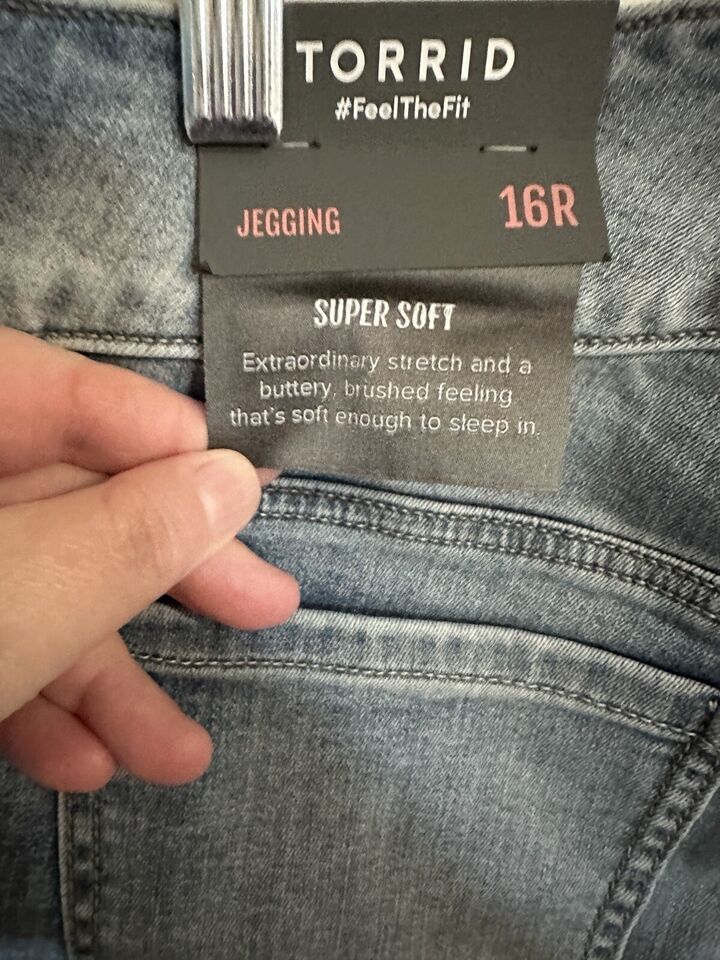 TORRID
#FeelTheFit
JEGGING
16R
SUPER SOFT
Extraordinary stretch and a
buttery, brushed feeling
that's soft enough to sleep in.